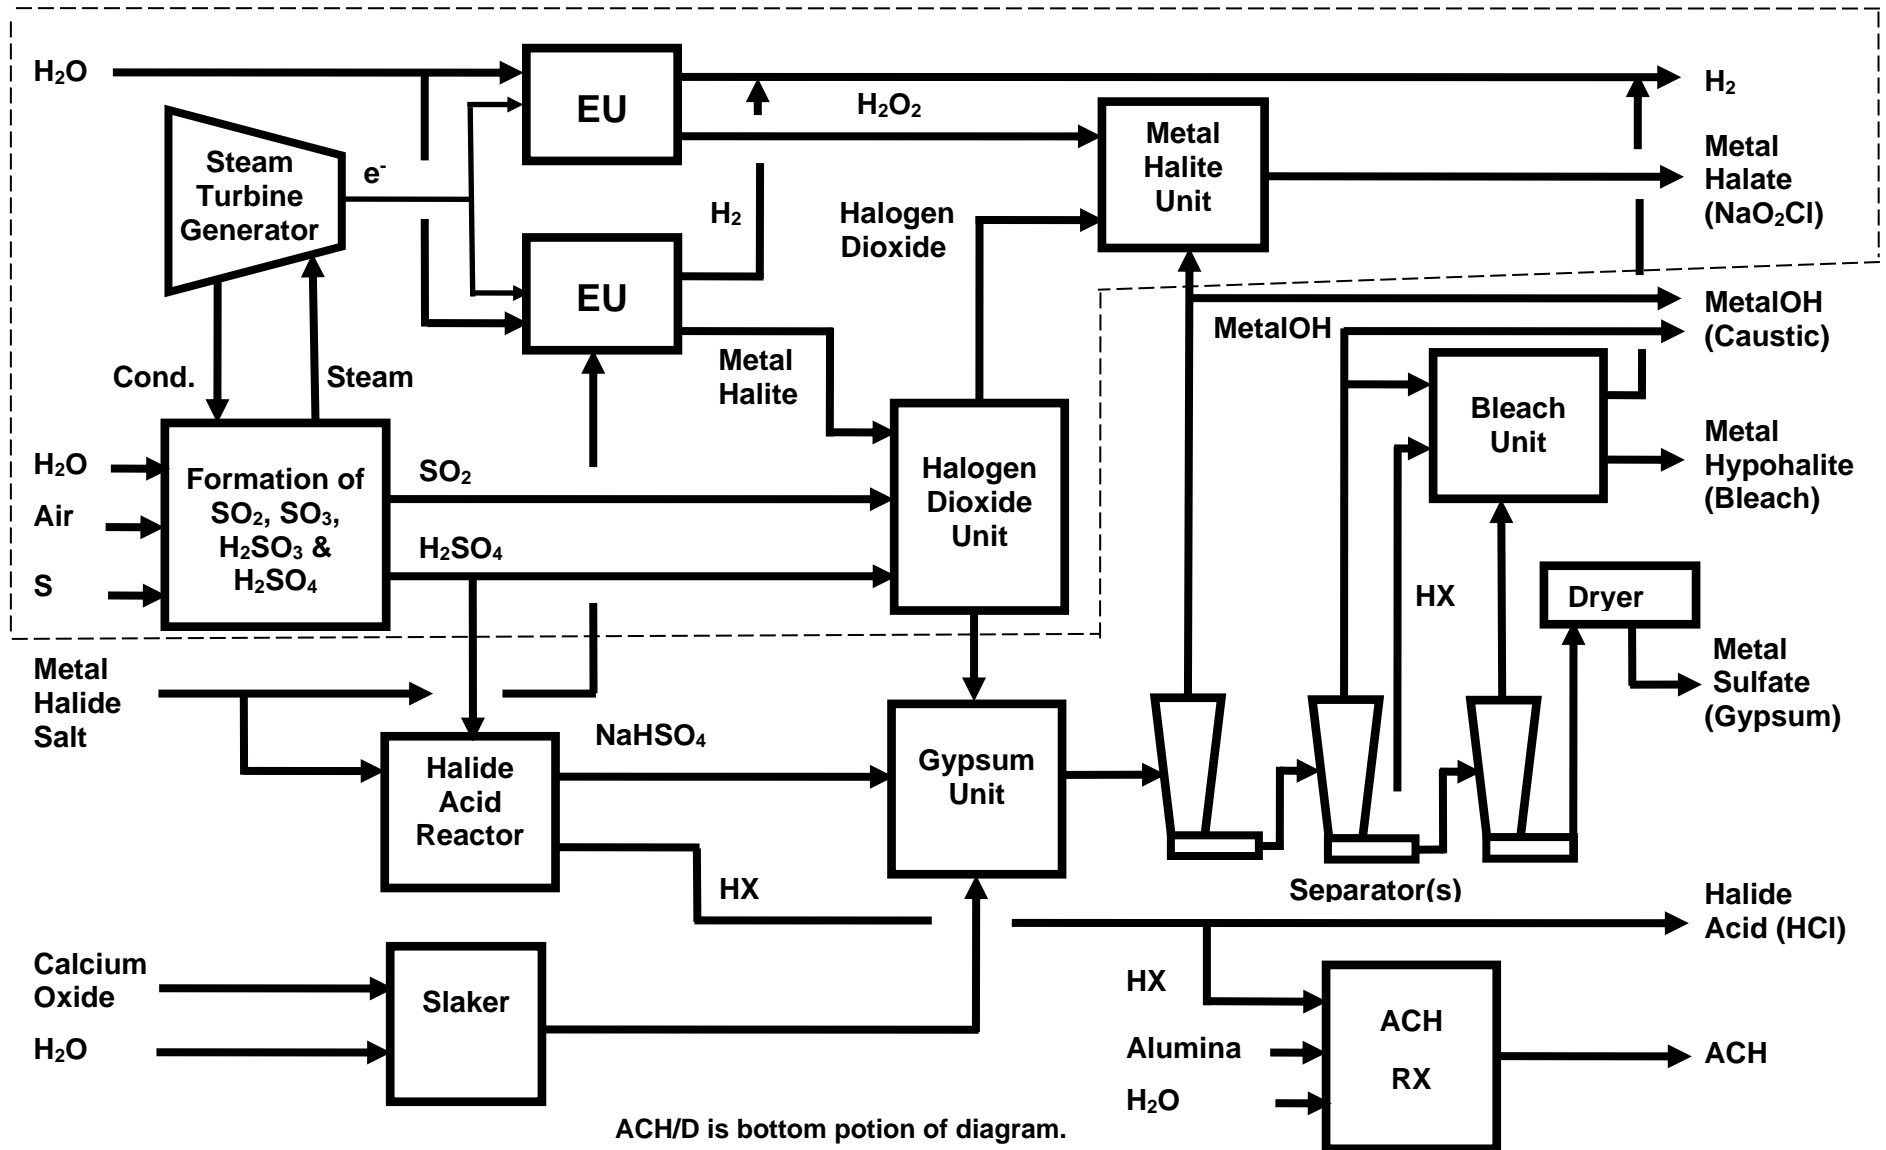 H₂O
EU
H₂
H₂O₂
Metal
Halite
Unit
Metal
Halate
(NaO₂Cl)
Steam
Turbine
Generator
e⁻
H₂
Halogen
Dioxide
EU
MetalOH
(Caustic)
MetalOH
Cond.
Steam
Metal
Halite
Bleach
Unit
Metal
Hypohalite
(Bleach)
H₂O
Air
S
Formation of
SO₂, SO₃,
H₂SO₃ &
H₂SO₄
SO₂
H₂SO₄
Halogen
Dioxide
Unit
HX
Dryer
Metal
Sulfate
(Gypsum)
Metal
Halide
Salt
Halide
Acid
Reactor
NaHSO₄
HX
Gypsum
Unit
Separator(s)
Halide
Acid (HCl)
Calcium
Oxide
H₂O
Slaker
HX
Alumina
H₂O
ACH
RX
ACH
ACH/D is bottom potion of diagram.